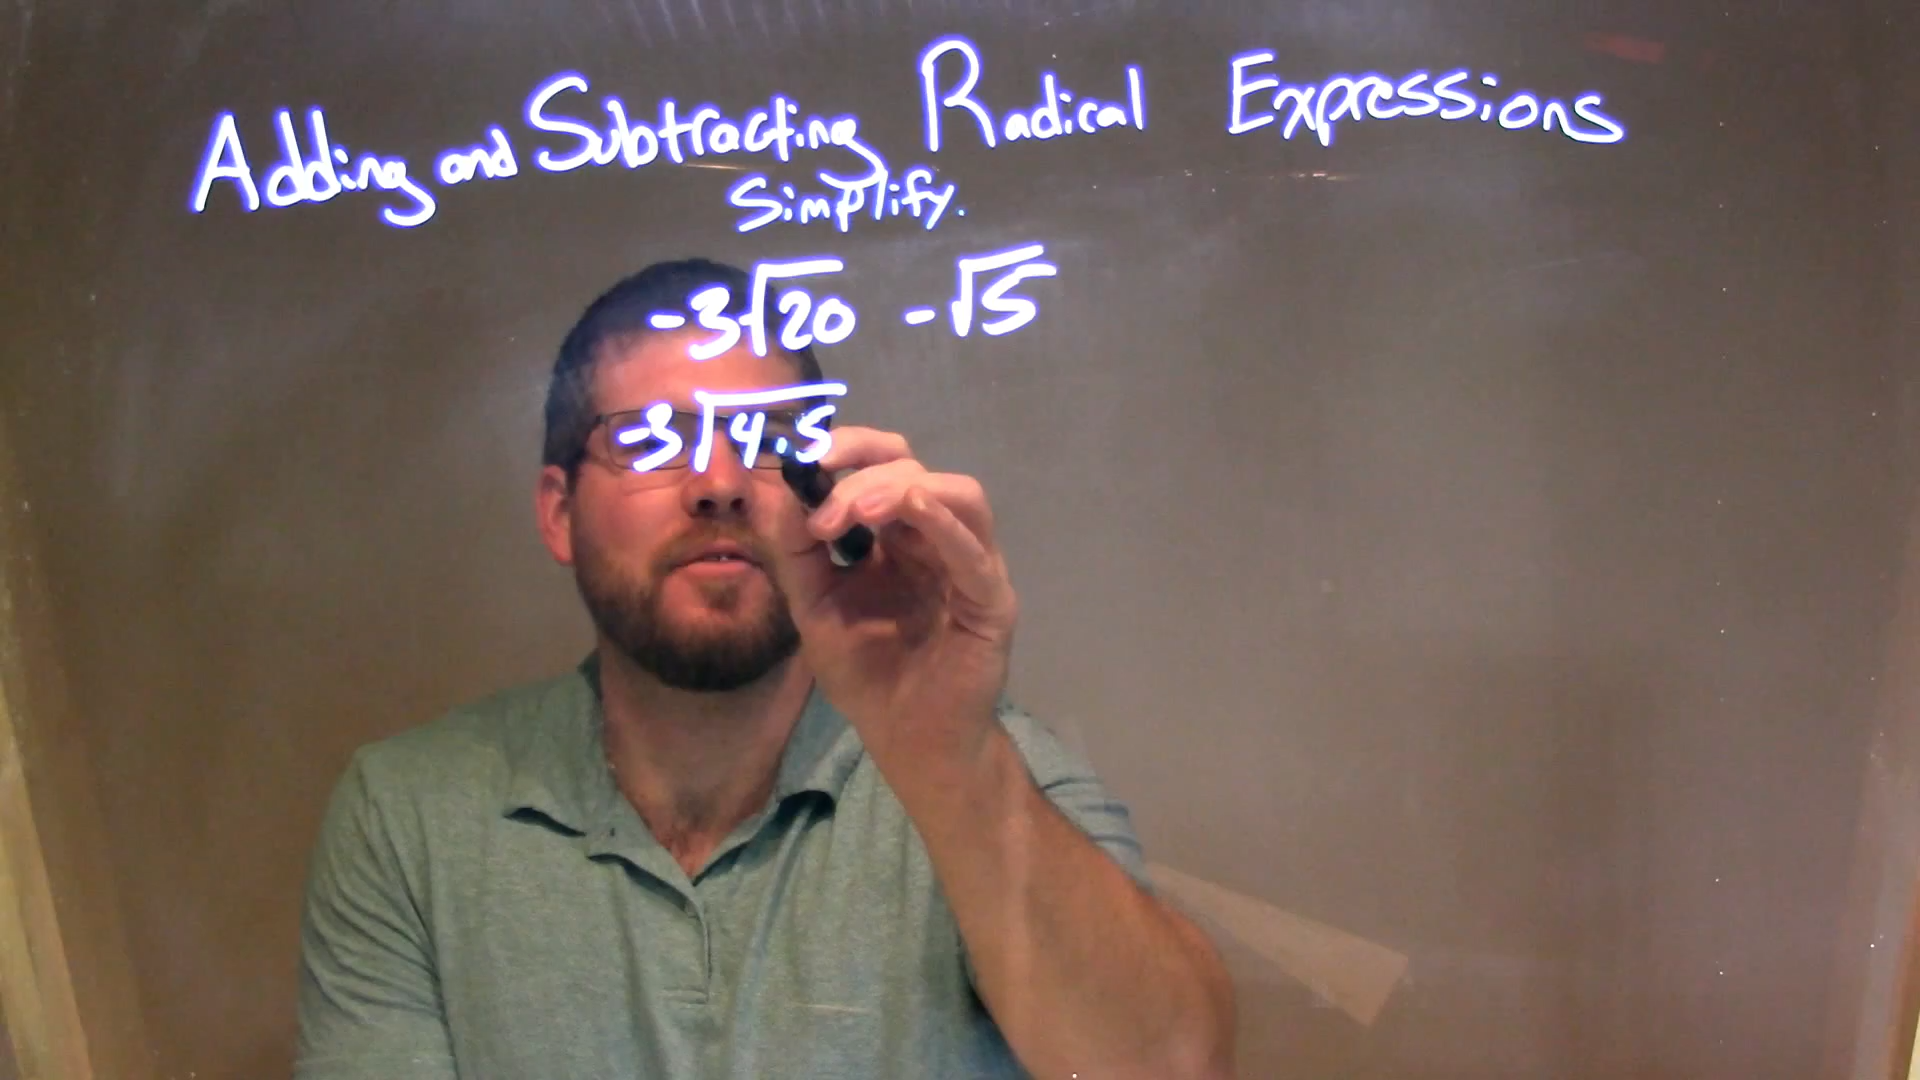 Adding and Subtracting Radical Expressions
Simplify.
-3√20 -√5
-3√4·5